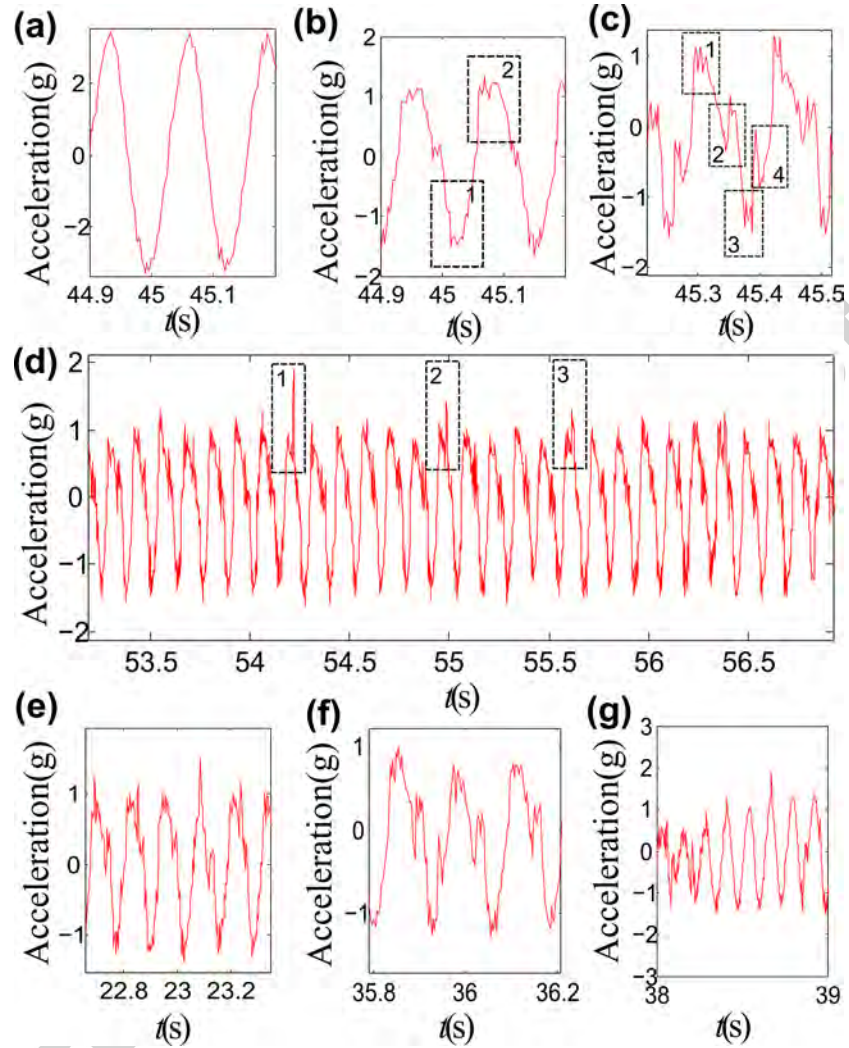 (a)
Acceleration(g)
2
0
−2
44.9 45 45.1
t(s)
(b)
Acceleration(g)
2
1
0
−1
−2
1
2
44.9 45 45.1
t(s)
(c)
Acceleration(g)
1
0
−1
−2
1
2
3
4
45.3 45.4 45.5
t(s)
(d)
Acceleration(g)
2
1
0
−1
−2
1
2
3
53.5 54 54.5 55 55.5 56 56.5
t(s)
(e)
Acceleration(g)
1
0
−1
22.8 23 23.2
t(s)
(f)
Acceleration(g)
1
0
−1
35.8 36 36.2
t(s)
(g)
Acceleration(g)
3
2
1
0
−1
−2
−3
38 39
t(s)